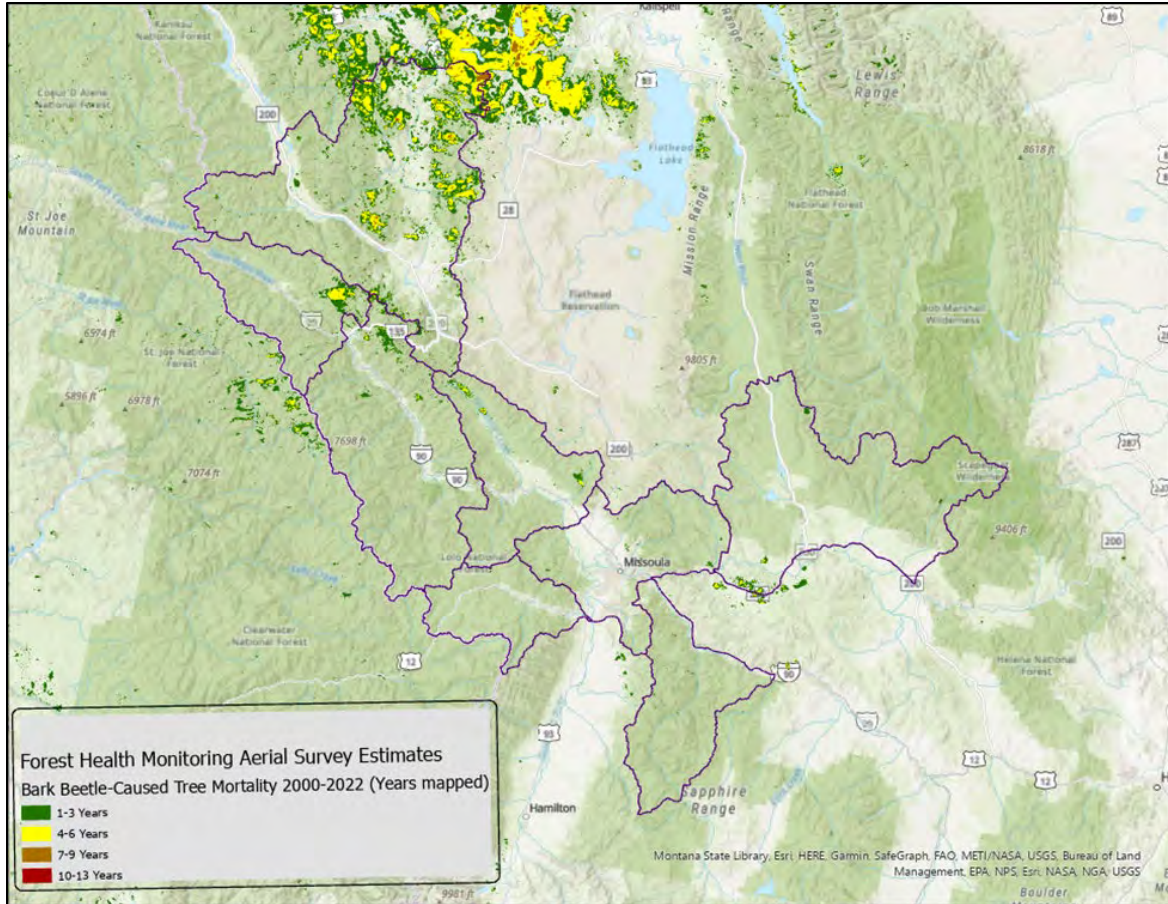 Kaniksu
National Forest
Kalispell
Range
89
93
Lewis
Range
Coeur D Alene
National Forest
200
Flathead
Lake
8618 ft
Mission Range
Flathead
National Forest
St Joe
Mountain
28
Swan Range
Flathead
Reservation
Bob Marshall
Wilderness
90
135
6974 ft
St. Joe National
Forest
9805 ft
5896 ft
6978 ft
287
7698 ft
200
90
90
7074 ft
Scapegoat
Wilderness
9406 ft
200
Lolo National
Forest
Missoula
200
Clearwater
National Forest
12
Helena National
Forest
90
90
93
12
12
Sapphire
Range
Hamilton
Forest Health Monitoring Aerial Survey Estimates
Bark Beetle-Caused Tree Mortality 2000-2022 (Years mapped)
1-3 Years
4-6 Years
7-9 Years
10-13 Years
Montana State Library, Esri, HERE, Garmin, SafeGraph, FAO, METI/NASA, USGS, Bureau of Land
Management, EPA, NPS, Esri, NASA, NGA, USGS
9981 ft
Boulder